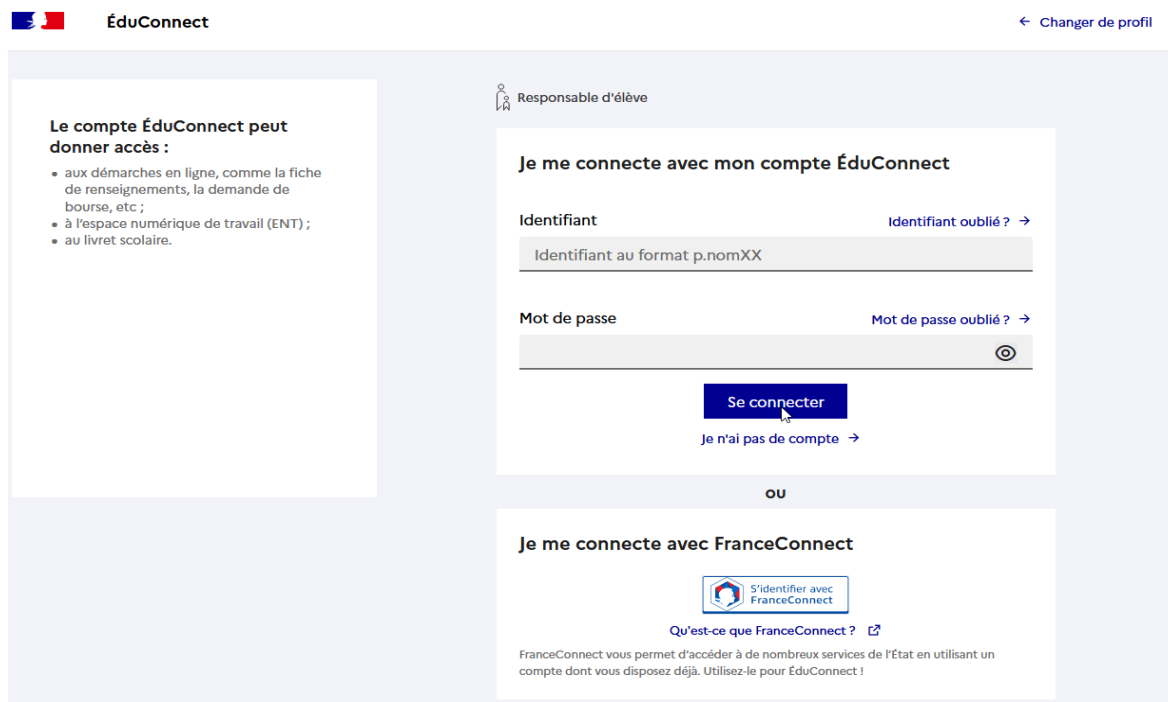 ÉduConnect
← Changer de profil
Le compte ÉduConnect peut
donner accès :
• aux démarches en ligne, comme la fiche
de renseignements, la demande de
bourse, etc ;
• à l'espace numérique de travail (ENT) ;
• au livret scolaire.
Responsable d'élève
Je me connecte avec mon compte ÉduConnect
Identifiant
Identifiant oublié ? →
Identifiant au format p.nomXX
Mot de passe
Mot de passe oublié ? →
Se connecter
Je n'ai pas de compte →
OU
Je me connecte avec FranceConnect
S'identifier avec
FranceConnect
Qu'est-ce que FranceConnect ?
FranceConnect vous permet d'accéder à de nombreux services de l'État en utilisant un
compte dont vous disposez déjà. Utilisez-le pour ÉduConnect !